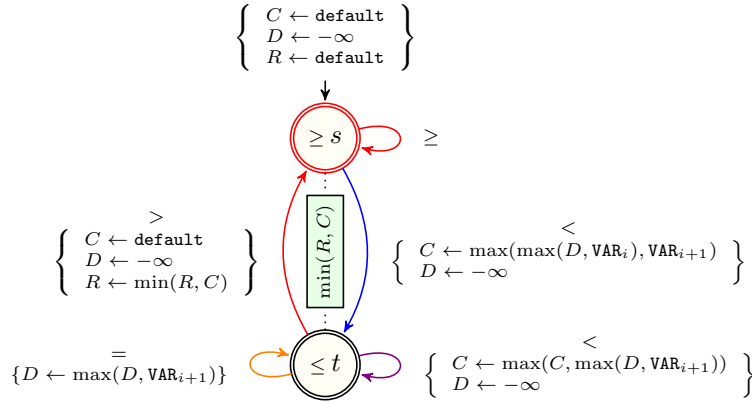 C ← default
D ← −∞
R ← default
≥ s
≥
min(R, C)
>
C ← default
D ← −∞
R ← min(R, C)
<
C ← max(max(D, VAR_i), VAR_{i+1})
D ← −∞
=
{D ← max(D, VAR_{i+1})}
≤ t
<
C ← max(C, max(D, VAR_{i+1}))
D ← −∞